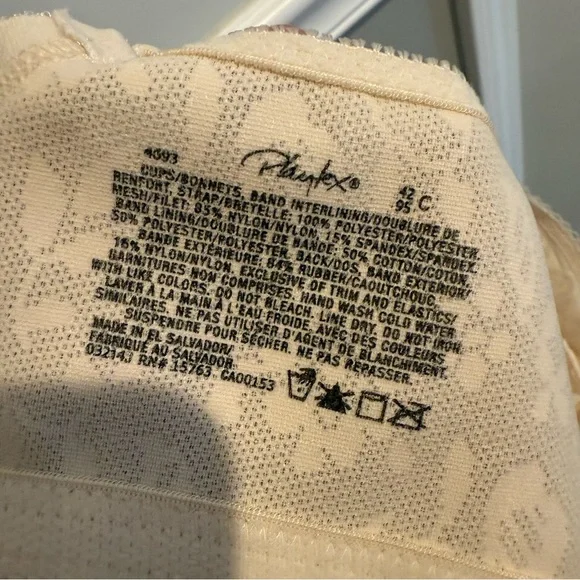 4693 Playtex® 42 C
95
CUPS/BONNETS, BAND INTERLINING/DOUBLURE DE
RENFORT, STRAP/BRETELLE: 100% POLYESTER/POLYESTER
MESH/FILET: 85% NYLON/NYLON, 15% SPANDEX/SPANDEX,
BAND LINING/DOUBLURE DE BANDE: 50% COTTON/COTON,
50% POLYESTER/POLYESTER, BACK/DOS, BAND EXTERIOR/
BANDE EXTÉRIEURE: 84% RUBBER/CAOUTCHOUC,
16% NYLON/NYLON, EXCLUSIVE OF TRIM AND ELASTICS/
GARNITURES NON COMPRISES. HAND WASH COLD WATER
WITH LIKE COLORS. DO NOT BLEACH. LINE DRY. DO NOT IRON.
LAVER À LA MAIN À L'EAU FROIDE, AVEC DES COULEURS
SIMILAIRES. NE PAS UTILISER D'AGENT DE BLANCHIMENT.
SUSPENDRE POUR SÉCHER. NE PAS REPASSER.
MADE IN EL SALVADOR/
FABRIQUÉ AU SALVADOR.
032143 RN# 15763 CA00153